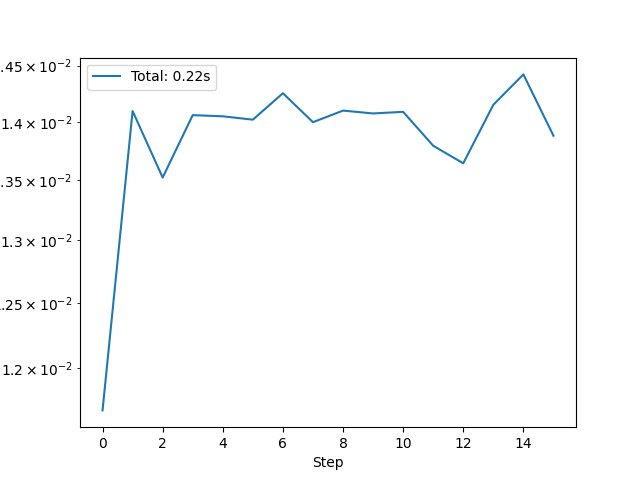 Total: 0.22s
.45 × 10⁻²
1.4 × 10⁻²
.35 × 10⁻²
1.3 × 10⁻²
.25 × 10⁻²
1.2 × 10⁻²
0 2 4 6 8 10 12 14
Step